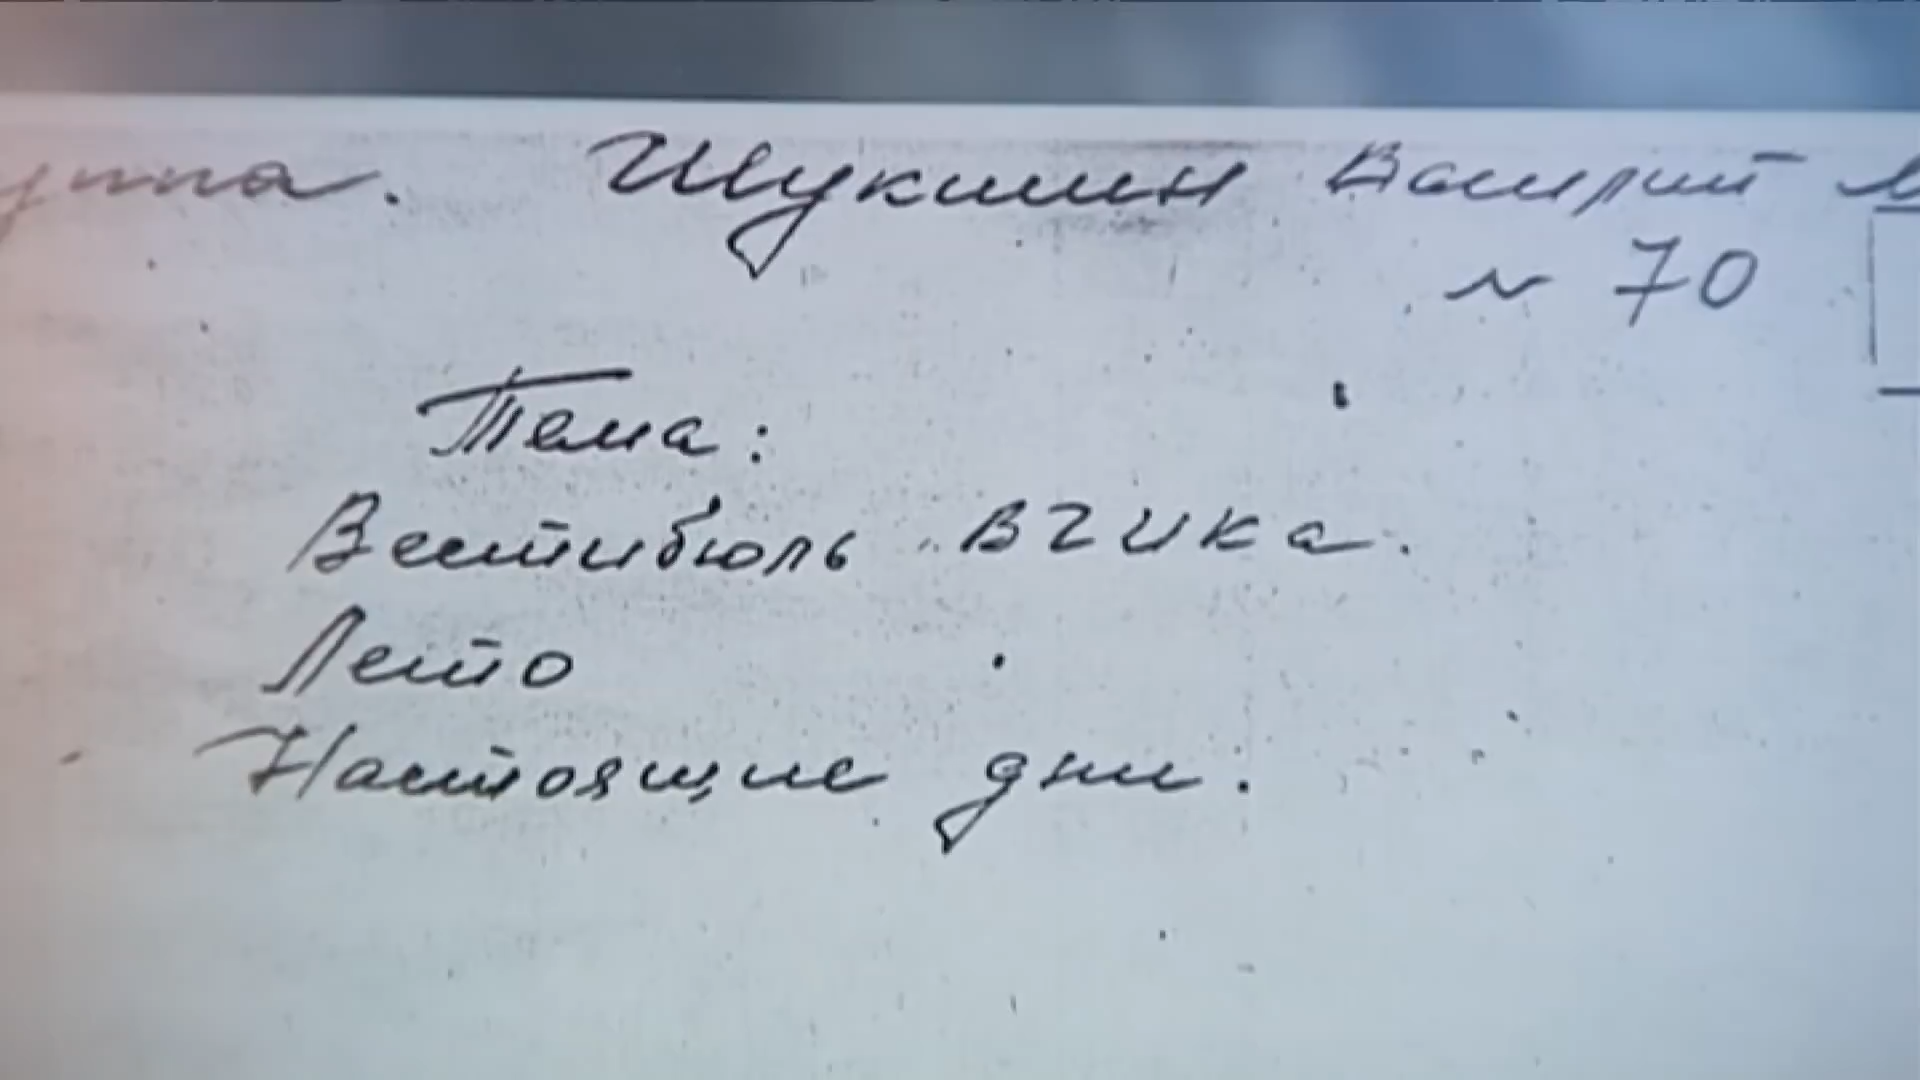 Шукшин Василий
№ 70
Тема:
Вестибюль ВГИКа.
Лето
Настоящие дни.